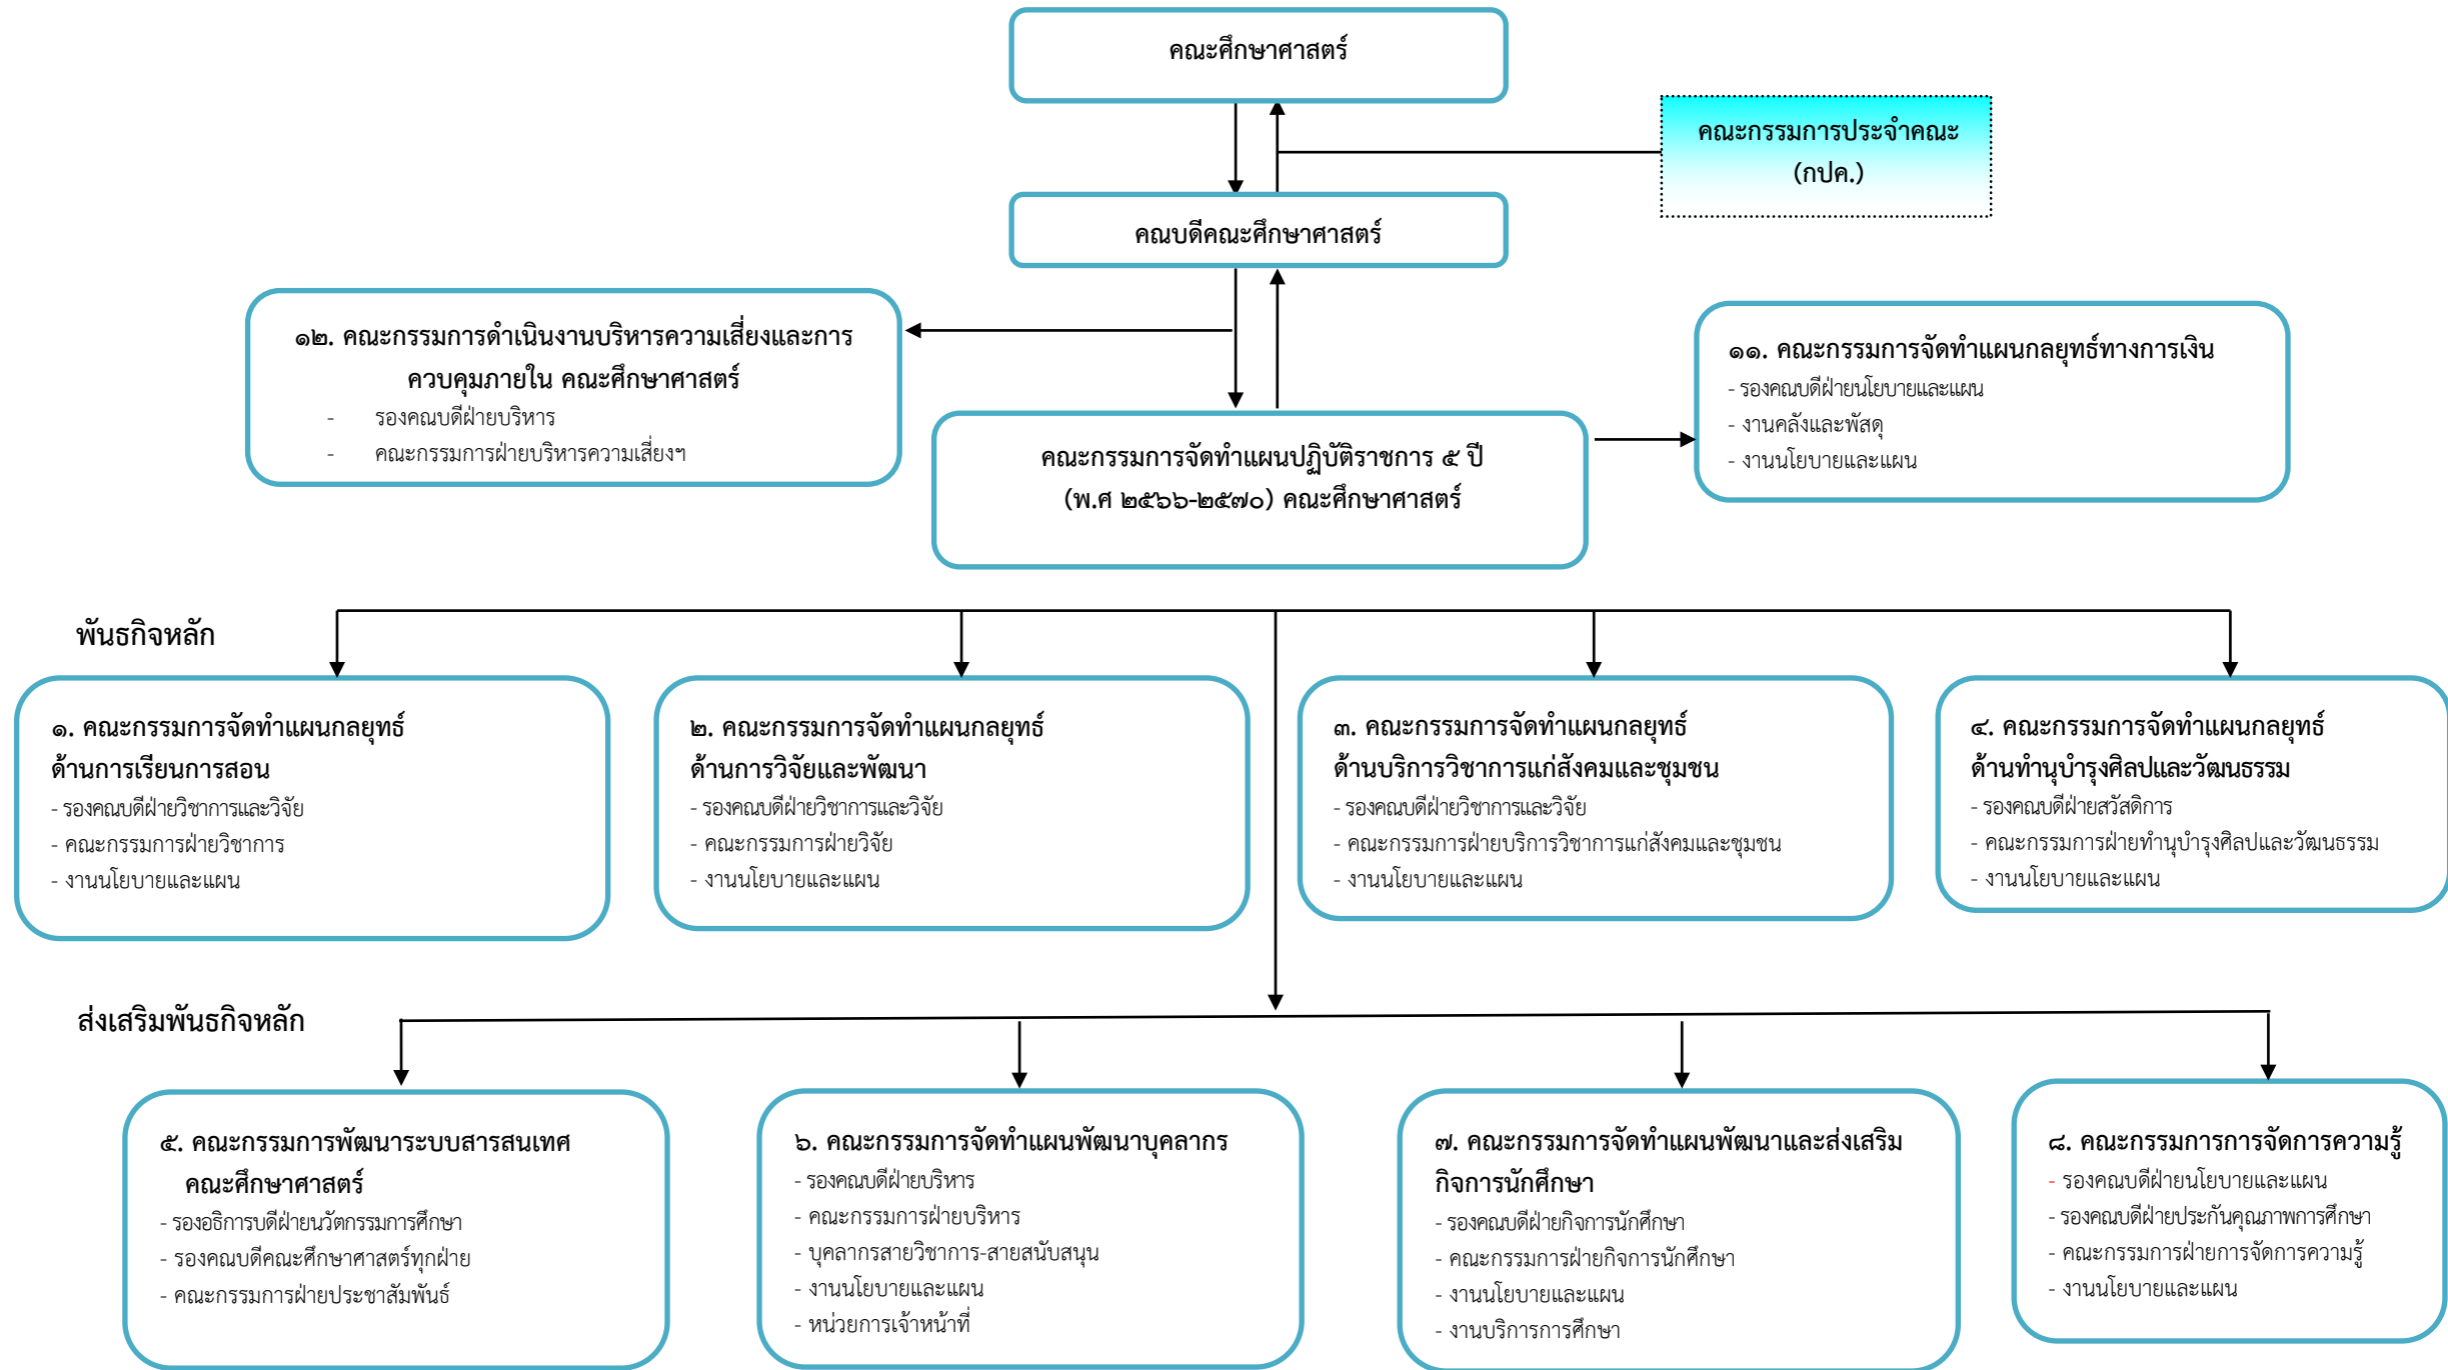 คณะศึกษาศาสตร์
คณะกรรมการประจำคณะ
(กปค.)
คณบดีคณะศึกษาศาสตร์
๑๒. คณะกรรมการดำเนินงานบริหารความเสี่ยงและการ
ควบคุมภายใน คณะศึกษาศาสตร์
- รองคณบดีฝ่ายบริหาร
- คณะกรรมการฝ่ายบริหารความเสี่ยงฯ
๑๑. คณะกรรมการจัดทำแผนกลยุทธ์ทางการเงิน
- รองคณบดีฝ่ายนโยบายและแผน
- งานคลังและพัสดุ
- งานนโยบายและแผน
คณะกรรมการจัดทำแผนปฏิบัติราชการ ๕ ปี
(พ.ศ ๒๕๖๖-๒๕๗๐) คณะศึกษาศาสตร์
พันธกิจหลัก
๑. คณะกรรมการจัดทำแผนกลยุทธ์
ด้านการเรียนการสอน
- รองคณบดีฝ่ายวิชาการและวิจัย
- คณะกรรมการฝ่ายวิชาการ
- งานนโยบายและแผน
๒. คณะกรรมการจัดทำแผนกลยุทธ์
ด้านการวิจัยและพัฒนา
- รองคณบดีฝ่ายวิชาการและวิจัย
- คณะกรรมการฝ่ายวิจัย
- งานนโยบายและแผน
๓. คณะกรรมการจัดทำแผนกลยุทธ์
ด้านบริการวิชาการแก่สังคมและชุมชน
- รองคณบดีฝ่ายวิชาการและวิจัย
- คณะกรรมการฝ่ายบริการวิชาการแก่สังคมและชุมชน
- งานนโยบายและแผน
๔. คณะกรรมการจัดทำแผนกลยุทธ์
ด้านทำนุบำรุงศิลปและวัฒนธรรม
- รองคณบดีฝ่ายสวัสดิการ
- คณะกรรมการฝ่ายทำนุบำรุงศิลปและวัฒนธรรม
- งานนโยบายและแผน
ส่งเสริมพันธกิจหลัก
๕. คณะกรรมการพัฒนาระบบสารสนเทศ
คณะศึกษาศาสตร์
- รองอธิการบดีฝ่ายนวัตกรรมการศึกษา
- รองคณบดีคณะศึกษาศาสตร์ทุกฝ่าย
- คณะกรรมการฝ่ายประชาสัมพันธ์
๖. คณะกรรมการจัดทำแผนพัฒนาบุคลากร
- รองคณบดีฝ่ายบริหาร
- คณะกรรมการฝ่ายบริหาร
- บุคลากรสายวิชาการ-สายสนับสนุน
- งานนโยบายและแผน
- หน่วยการเจ้าหน้าที่
๗. คณะกรรมการจัดทำแผนพัฒนาและส่งเสริม
กิจการนักศึกษา
- รองคณบดีฝ่ายกิจการนักศึกษา
- คณะกรรมการฝ่ายกิจการนักศึกษา
- งานนโยบายและแผน
- งานบริการการศึกษา
๘. คณะกรรมการการจัดการความรู้
- รองคณบดีฝ่ายนโยบายและแผน
- รองคณบดีฝ่ายประกันคุณภาพการศึกษา
- คณะกรรมการฝ่ายการจัดการความรู้
- งานนโยบายและแผน